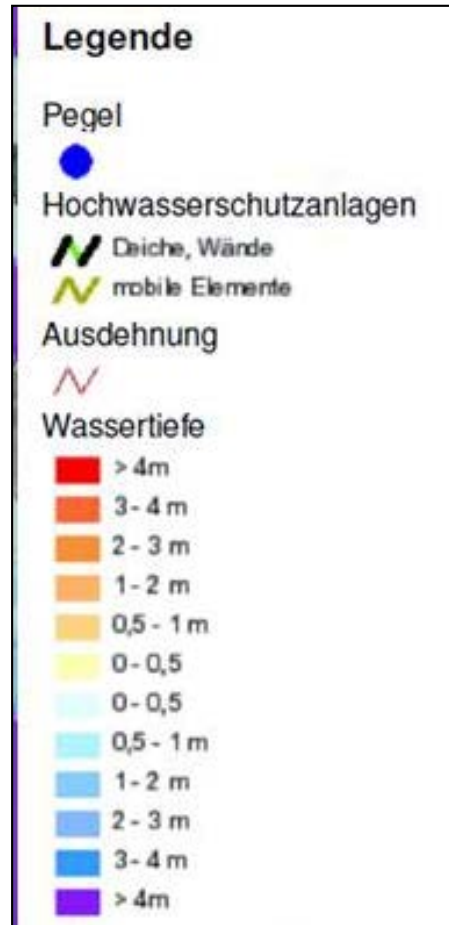 Legende
Pegel
Hochwasserschutzanlagen
Deiche, Wände
mobile Elemente
Ausdehnung
Wassertiefe
> 4m
3 - 4 m
2 - 3 m
1 - 2 m
0,5 - 1 m
0 - 0,5
0 - 0,5
0,5 - 1 m
1 - 2 m
2 - 3 m
3 - 4 m
> 4m